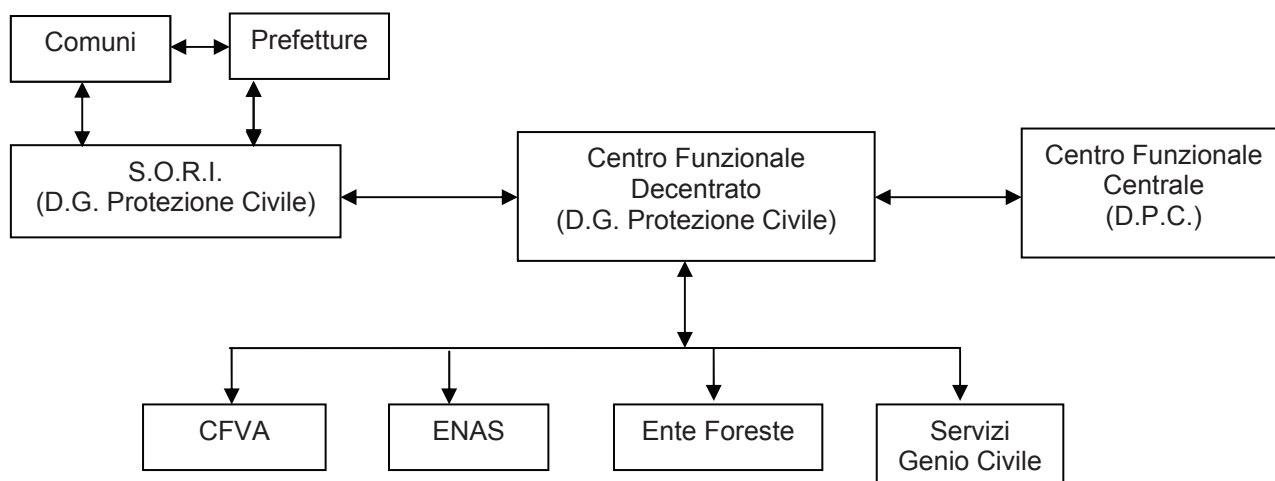 Comuni
Prefetture
S.O.R.I.
(D.G. Protezione Civile)
Centro Funzionale
Decentrato
(D.G. Protezione Civile)
Centro Funzionale
Centrale
(D.P.C.)
CFVA
ENAS
Ente Foreste
Servizi
Genio Civile